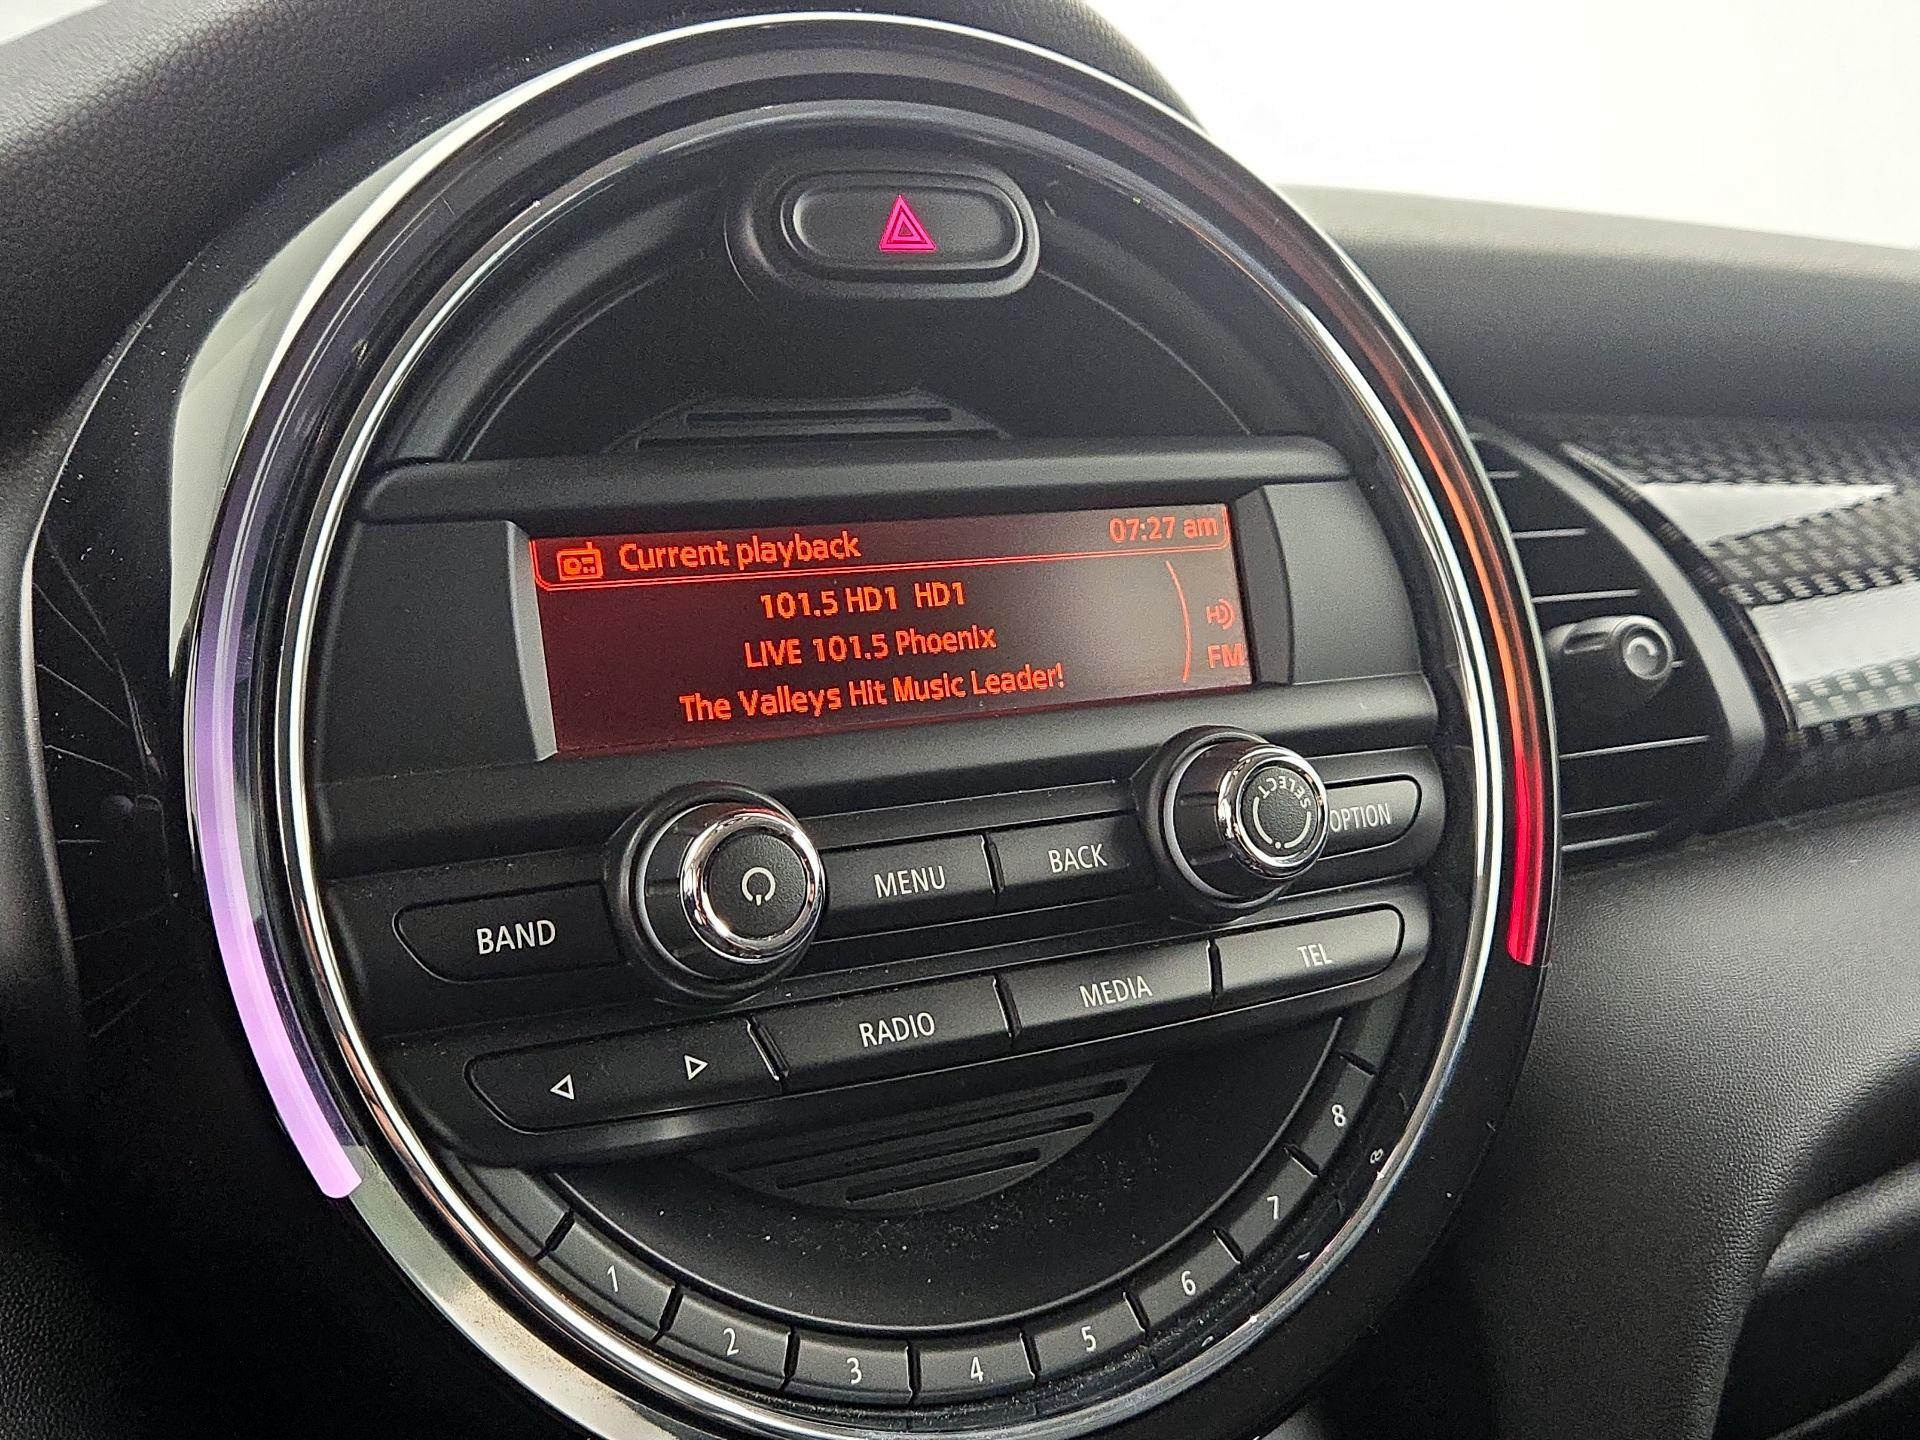 Current playback 07:27 am
101.5 HD1 HD1
HD
LIVE 101.5 Phoenix
FM
The Valleys Hit Music Leader!
SELECT
OPTION
MENU
BACK
BAND
TEL
MEDIA
RADIO
1
2
3
4
5
6
7
8